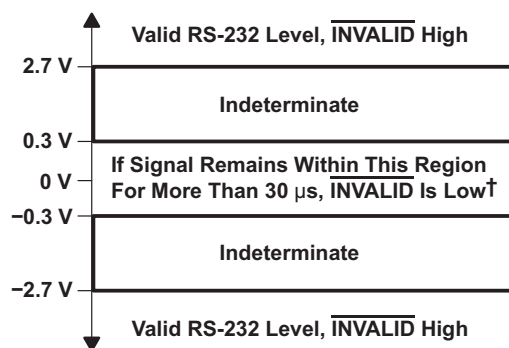 Valid RS-232 Level, INVALID High
2.7 V
Indeterminate
0.3 V
If Signal Remains Within This Region
0 V
For More Than 30 μs, INVALID Is Low†
−0.3 V
Indeterminate
−2.7 V
Valid RS-232 Level, INVALID High